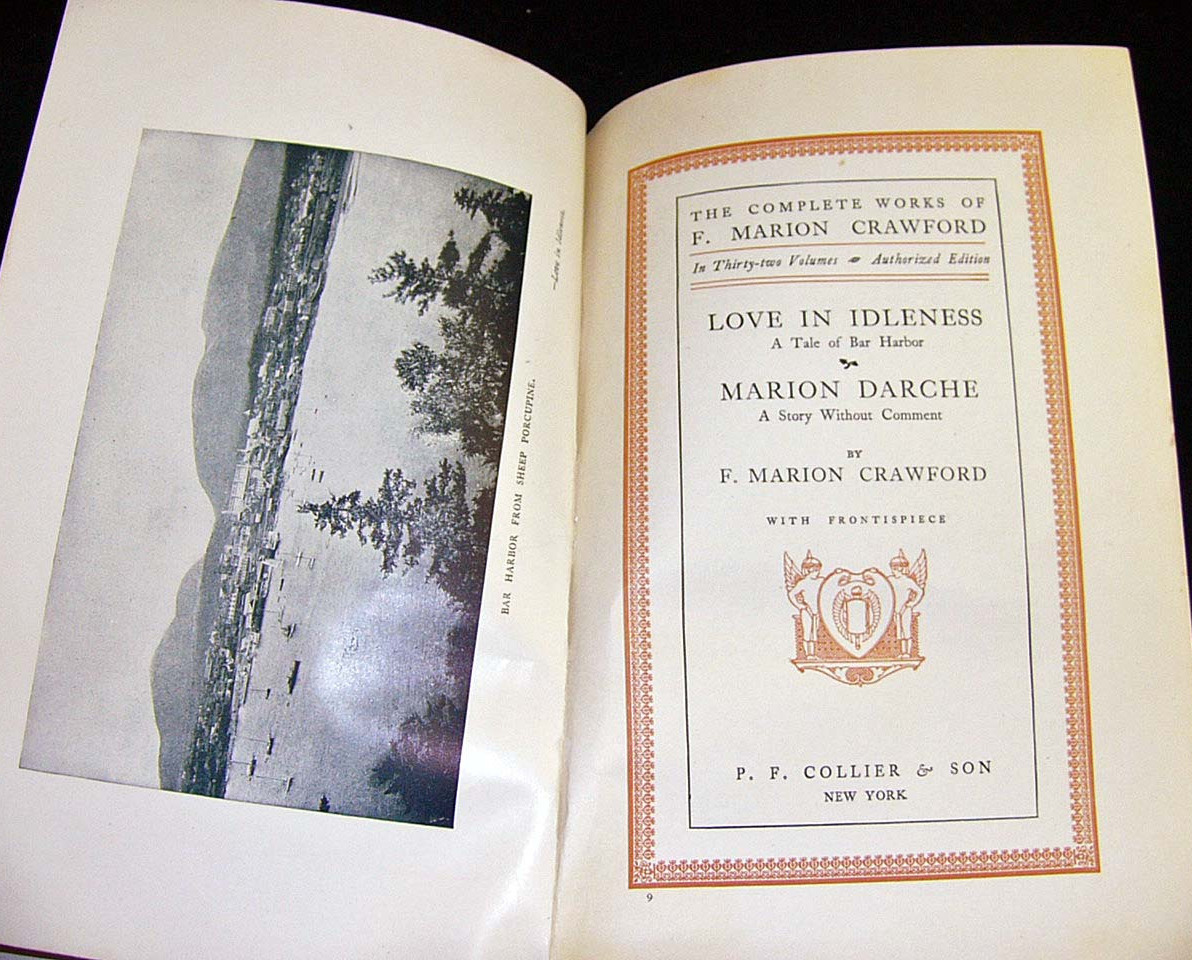 BAR HARBOR FROM SHEEP PORCUPINE.
—Love in Idleness
THE COMPLETE WORKS OF
F. MARION CRAWFORD
In Thirty-two Volumes Authorized Edition
LOVE IN IDLENESS
A Tale of Bar Harbor
MARION DARCHE
A Story Without Comment
BY
F. MARION CRAWFORD
WITH FRONTISPIECE
P. F. COLLIER & SON
NEW YORK
9